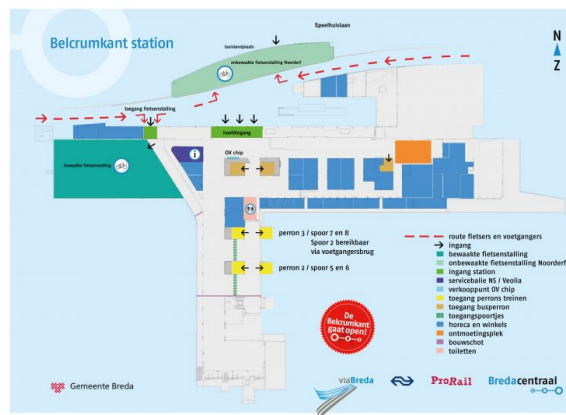 Belcrumkant station
Speelhuislaan
N
Z
taxistandplaats
onbewaakte fietsenstalling Noorderf
toegang fietsenstalling
hoofdingang
bewaakte fietsenstalling
i
OV chip
perron 3 / spoor 7 en 8
Spoor 2 bereikbaar
via voetgangersbrug
perron 2 / spoor 5 en 6
route fietsers en voetgangers
ingang
bewaakte fietsenstalling
onbewaakte fietsenstalling Noorderf
ingang station
servicebalie NS / Veolia
verkooppunt OV chip
toegang perrons treinen
toegang busperron
toegangspoortjes
horeca en winkels
ontmoetingsplek
bouwschot
toiletten
De
Belcrumkant
gaat open!
Gemeente Breda
viaBreda
ProRail
Bredacentraal